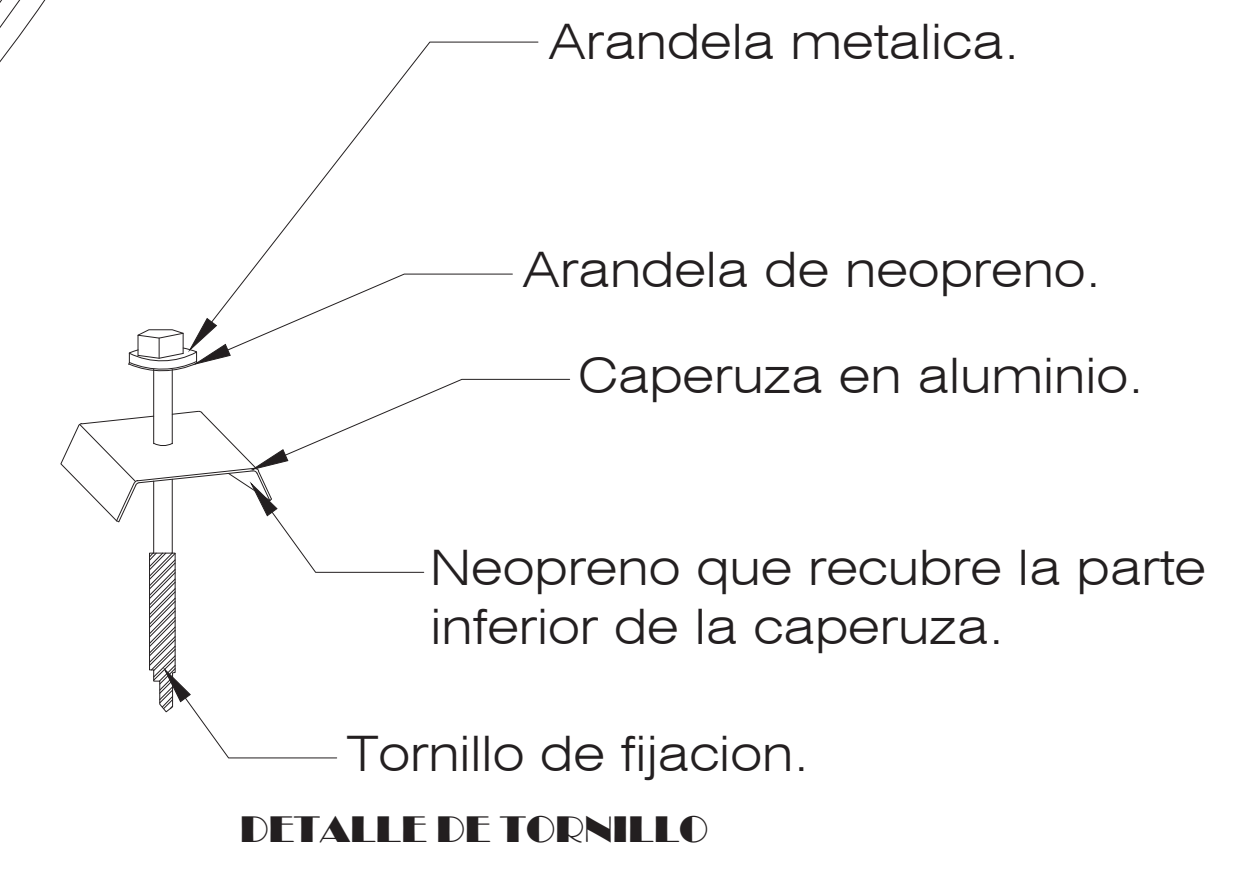 Arandela metalica.
Arandela de neopreno.
Caperuza en aluminio.
Neopreno que recubre la parte
inferior de la caperuza.
Tornillo de fijacion.
DETALLE DE TORNILLO